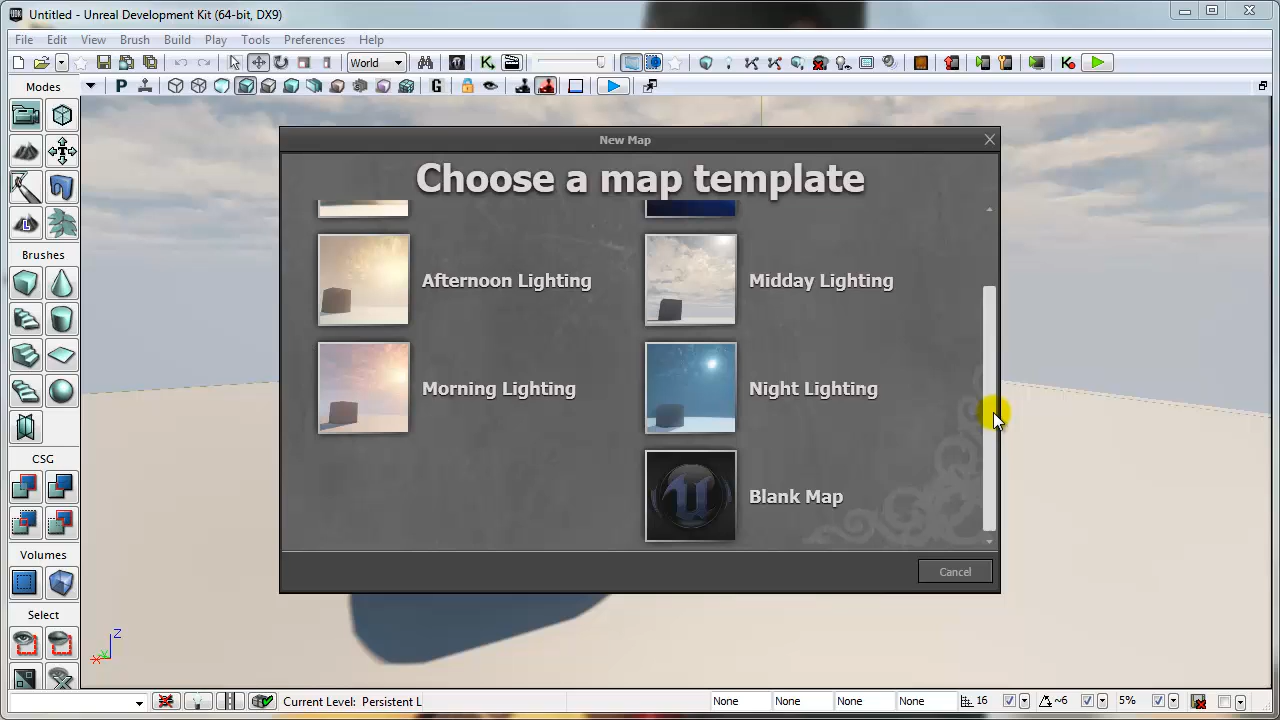 Untitled - Unreal Development Kit (64-bit, DX9)
File Edit View Brush Build Play Tools Preferences Help
World
Modes
Brushes
CSG
Volumes
Select
New Map
Choose a map template
Afternoon Lighting
Midday Lighting
Morning Lighting
Night Lighting
Blank Map
Cancel
Z
Current Level: Persistent L
None None None None 16 ~6 5%